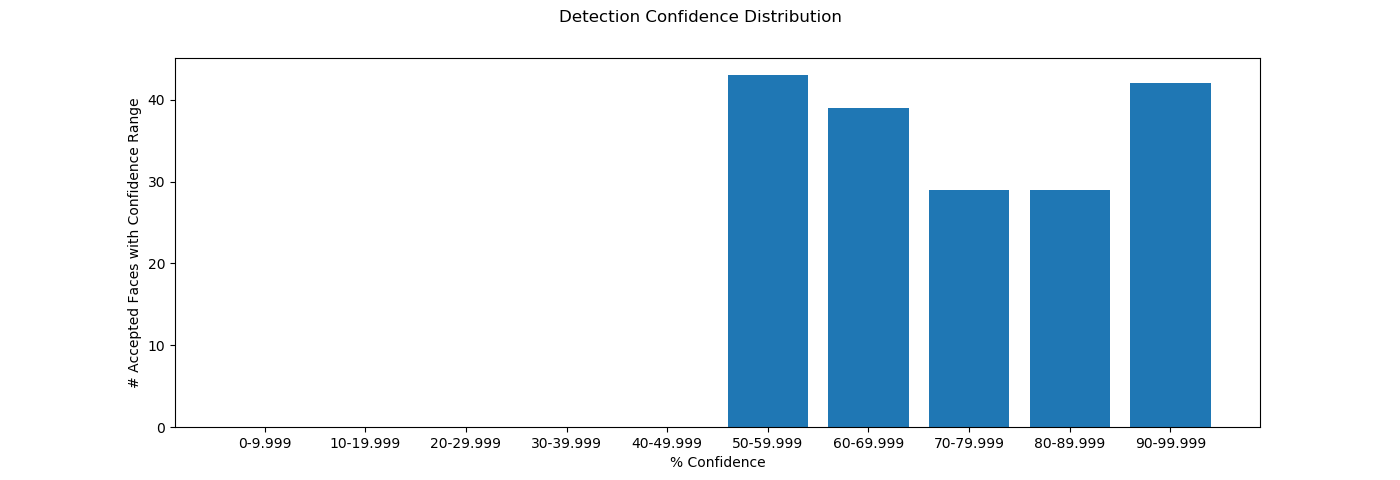 Detection Confidence Distribution
# Accepted Faces with Confidence Range
40
30
20
10
0
0-9.999 10-19.999 20-29.999 30-39.999 40-49.999 50-59.999 60-69.999 70-79.999 80-89.999 90-99.999
% Confidence